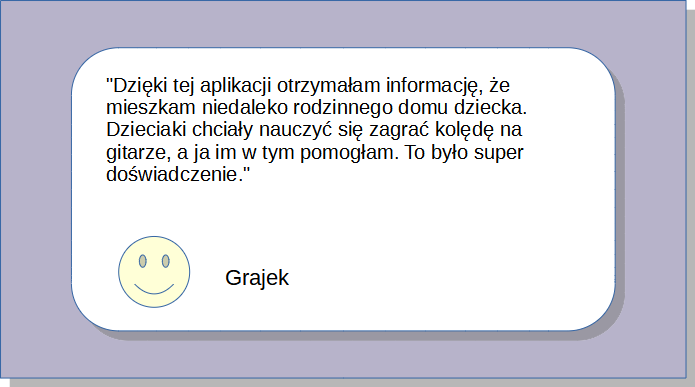 "Dzięki tej aplikacji otrzymałam informację, że
mieszkam niedaleko rodzinnego domu dziecka.
Dzieciaki chciały nauczyć się zagrać kolędę na
gitarze, a ja im w tym pomogłam. To było super
doświadczenie."
Grajek